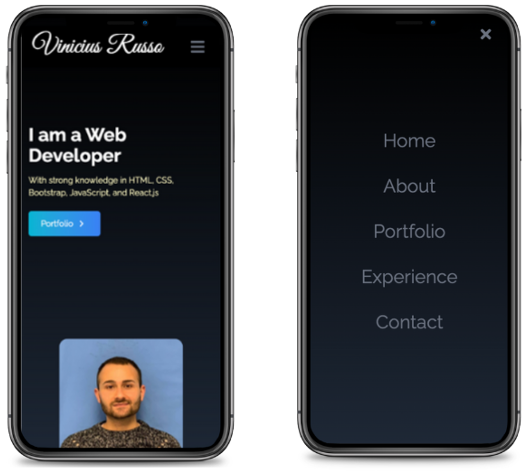 Vinicius Russo
I am a Web
Developer
With strong knowledge in HTML, CSS,
Bootstrap, JavaScript, and React.js
Portfolio
Home
About
Portfolio
Experience
Contact